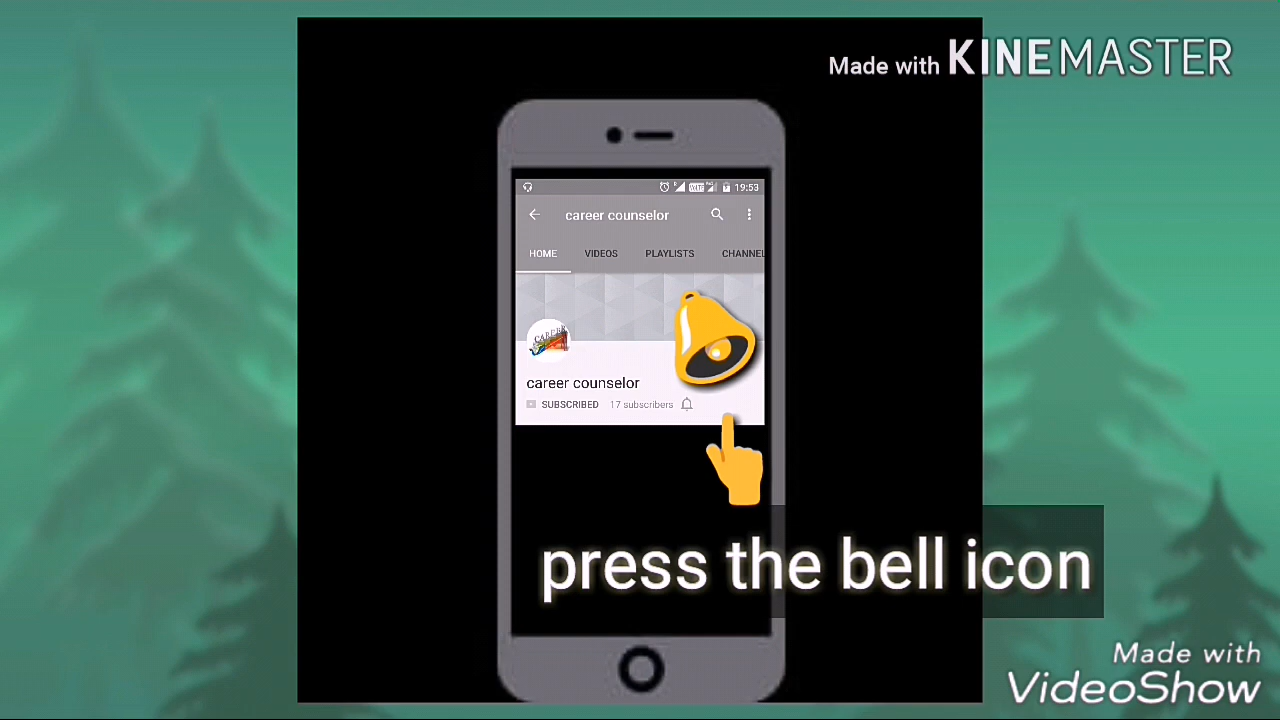 Made with KINEMASTER
19:53
career counselor
HOME VIDEOS PLAYLISTS CHANNEL
CAREER
career counselor
SUBSCRIBED 17 subscribers
press the bell icon
Made with
VideoShow